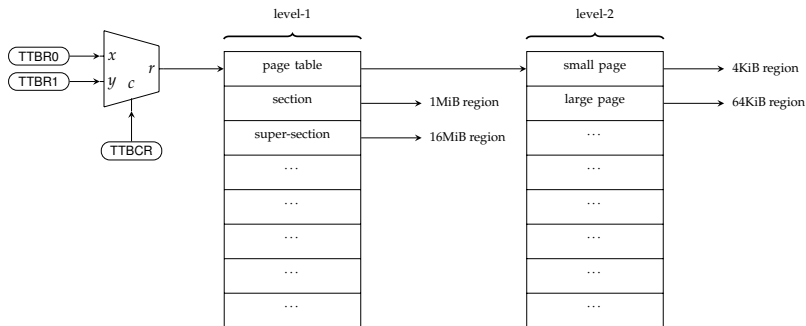 level-1
level-2
TTBR0
TTBR1
x
y
c
r
TTBCR
page table
section
super-section
...
...
...
...
...
1MiB region
16MiB region
small page
large page
...
...
...
...
...
...
4KiB region
64KiB region